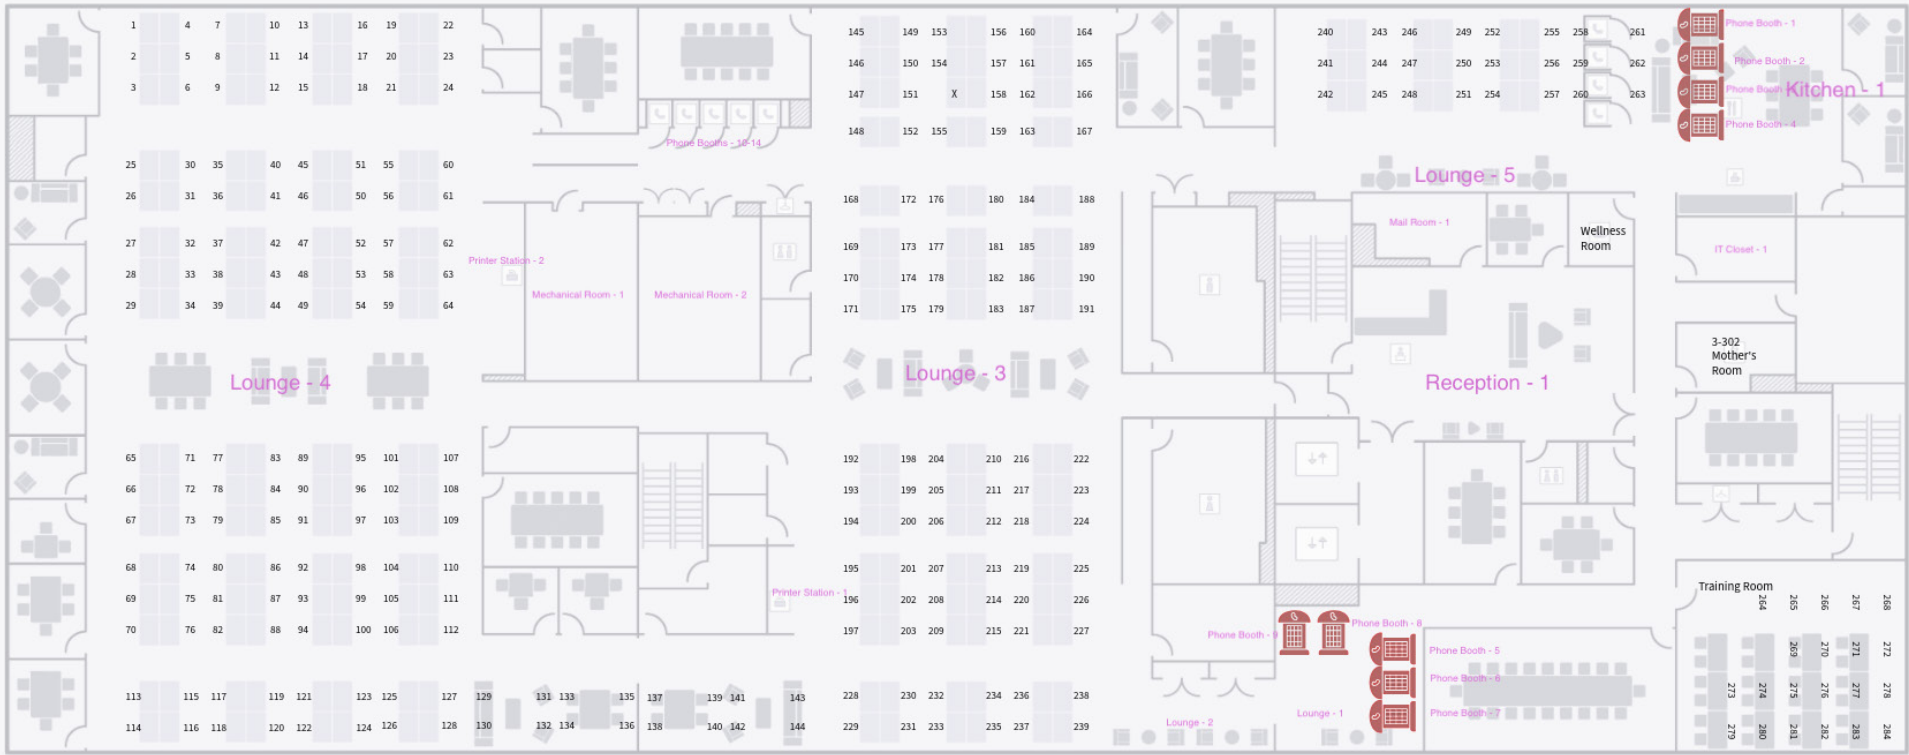 1 4 7 10 13 16 19 22
2 5 8 11 14 17 20 23
3 6 9 12 15 18 21 24
25 30 35 40 45 51 55 60
26 31 36 41 46 50 56 61
27 32 37 42 47 52 57 62
28 33 38 43 48 53 58 63
29 34 39 44 49 54 59 64
Lounge - 4
65 71 77 83 89 95 101 107
66 72 78 84 90 96 102 108
67 73 79 85 91 97 103 109
68 74 80 86 92 98 104 110
69 75 81 87 93 99 105 111
70 76 82 88 94 100 106 112
113 115 117 119 121 123 125 127
114 116 118 120 122 124 126 128
Phone Booths - 10-14
Printer Station - 2
Mechanical Room - 1
Mechanical Room - 2
Printer Station - 1
129 131 133 135 137 139 141 143
130 132 134 136 138 140 142 144
145 149 153 156 160 164
146 150 154 157 161 165
147 151 X 158 162 166
148 152 155 159 163 167
168 172 176 180 184 188
169 173 177 181 185 189
170 174 178 182 186 190
171 175 179 183 187 191
Lounge - 3
192 198 204 210 216 222
193 199 205 211 217 223
194 200 206 212 218 224
195 201 207 213 219 225
196 202 208 214 220 226
197 203 209 215 221 227
228 230 232 234 236 238
229 231 233 235 237 239
240 243 246 249 252 255 258 261
241 244 247 250 253 256 259 262
242 245 248 251 254 257 260 263
Phone Booth - 1
Phone Booth - 2
Phone Booth
Kitchen - 1
Phone Booth - 4
Lounge - 5
Mail Room - 1
Wellness
Room
IT Closet - 1
3-302
Mother's
Room
Reception - 1
Phone Booth - 9
Phone Booth - 8
Phone Booth - 5
Phone Booth - 6
Phone Booth - 7
Lounge - 2
Lounge - 1
Training Room
264 265 266 267 268
269 270 271 272
273 274 275 276 277 278
279 280 281 282 283 284